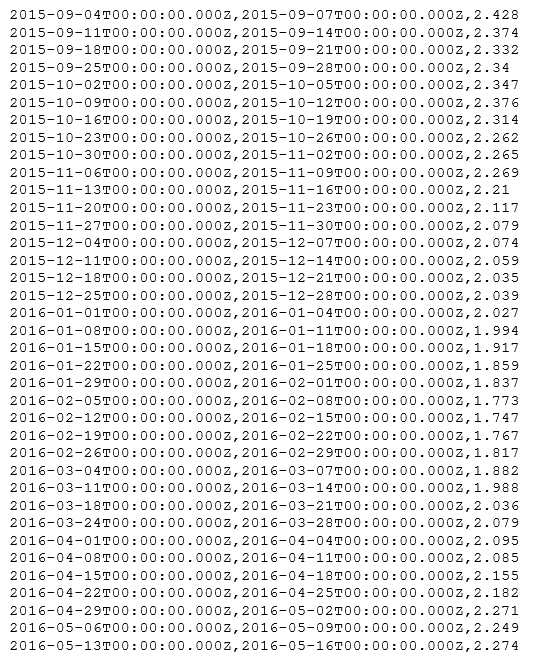 2015-09-04T00:00:00.000Z,2015-09-07T00:00:00.000Z,2.428
2015-09-11T00:00:00.000Z,2015-09-14T00:00:00.000Z,2.374
2015-09-18T00:00:00.000Z,2015-09-21T00:00:00.000Z,2.332
2015-09-25T00:00:00.000Z,2015-09-28T00:00:00.000Z,2.34
2015-10-02T00:00:00.000Z,2015-10-05T00:00:00.000Z,2.347
2015-10-09T00:00:00.000Z,2015-10-12T00:00:00.000Z,2.376
2015-10-16T00:00:00.000Z,2015-10-19T00:00:00.000Z,2.314
2015-10-23T00:00:00.000Z,2015-10-26T00:00:00.000Z,2.262
2015-10-30T00:00:00.000Z,2015-11-02T00:00:00.000Z,2.265
2015-11-06T00:00:00.000Z,2015-11-09T00:00:00.000Z,2.269
2015-11-13T00:00:00.000Z,2015-11-16T00:00:00.000Z,2.21
2015-11-20T00:00:00.000Z,2015-11-23T00:00:00.000Z,2.117
2015-11-27T00:00:00.000Z,2015-11-30T00:00:00.000Z,2.079
2015-12-04T00:00:00.000Z,2015-12-07T00:00:00.000Z,2.074
2015-12-11T00:00:00.000Z,2015-12-14T00:00:00.000Z,2.059
2015-12-18T00:00:00.000Z,2015-12-21T00:00:00.000Z,2.035
2015-12-25T00:00:00.000Z,2015-12-28T00:00:00.000Z,2.039
2016-01-01T00:00:00.000Z,2016-01-04T00:00:00.000Z,2.027
2016-01-08T00:00:00.000Z,2016-01-11T00:00:00.000Z,1.994
2016-01-15T00:00:00.000Z,2016-01-18T00:00:00.000Z,1.917
2016-01-22T00:00:00.000Z,2016-01-25T00:00:00.000Z,1.859
2016-01-29T00:00:00.000Z,2016-02-01T00:00:00.000Z,1.837
2016-02-05T00:00:00.000Z,2016-02-08T00:00:00.000Z,1.773
2016-02-12T00:00:00.000Z,2016-02-15T00:00:00.000Z,1.747
2016-02-19T00:00:00.000Z,2016-02-22T00:00:00.000Z,1.767
2016-02-26T00:00:00.000Z,2016-02-29T00:00:00.000Z,1.817
2016-03-04T00:00:00.000Z,2016-03-07T00:00:00.000Z,1.882
2016-03-11T00:00:00.000Z,2016-03-14T00:00:00.000Z,1.988
2016-03-18T00:00:00.000Z,2016-03-21T00:00:00.000Z,2.036
2016-03-24T00:00:00.000Z,2016-03-28T00:00:00.000Z,2.079
2016-04-01T00:00:00.000Z,2016-04-04T00:00:00.000Z,2.095
2016-04-08T00:00:00.000Z,2016-04-11T00:00:00.000Z,2.085
2016-04-15T00:00:00.000Z,2016-04-18T00:00:00.000Z,2.155
2016-04-22T00:00:00.000Z,2016-04-25T00:00:00.000Z,2.182
2016-04-29T00:00:00.000Z,2016-05-02T00:00:00.000Z,2.271
2016-05-06T00:00:00.000Z,2016-05-09T00:00:00.000Z,2.249
2016-05-13T00:00:00.000Z,2016-05-16T00:00:00.000Z,2.274